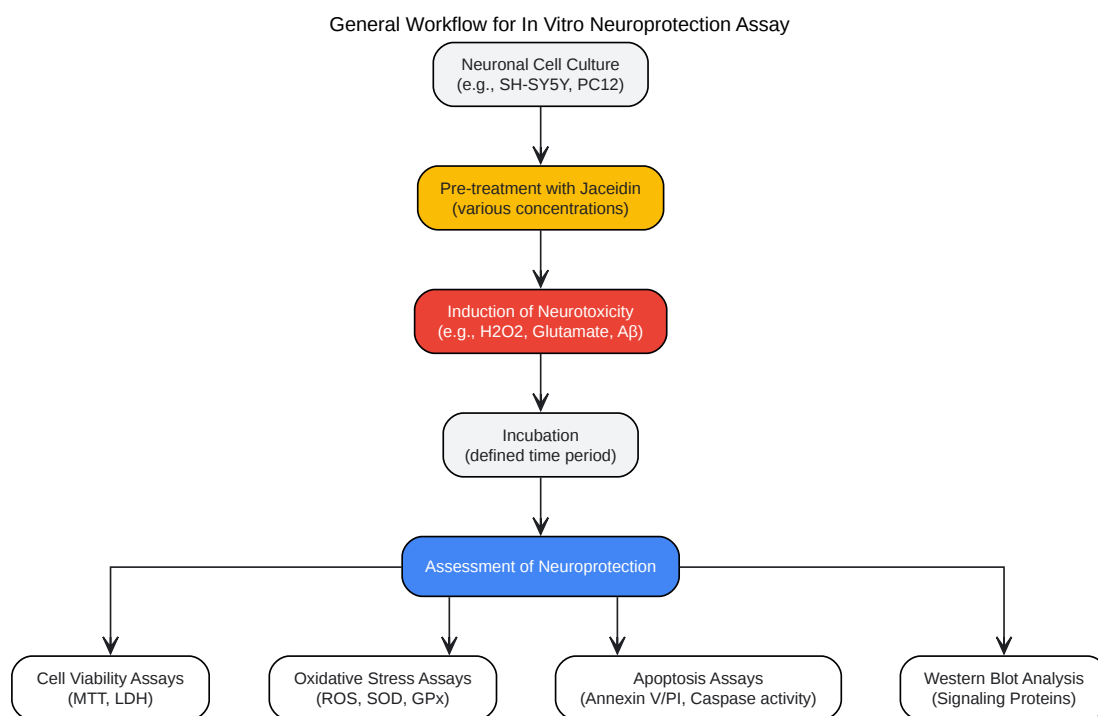 General Workflow for In Vitro Neuroprotection Assay
Neuronal Cell Culture
(e.g., SH-SY5Y, PC12)
Pre-treatment with Jaceidin
(various concentrations)
Induction of Neurotoxicity
(e.g., H2O2, Glutamate, Aβ)
Incubation
(defined time period)
Assessment of Neuroprotection
Cell Viability Assays
(MTT, LDH)
Oxidative Stress Assays
(ROS, SOD, GPx)
Apoptosis Assays
(Annexin V/PI, Caspase activity)
Western Blot Analysis
(Signaling Proteins)